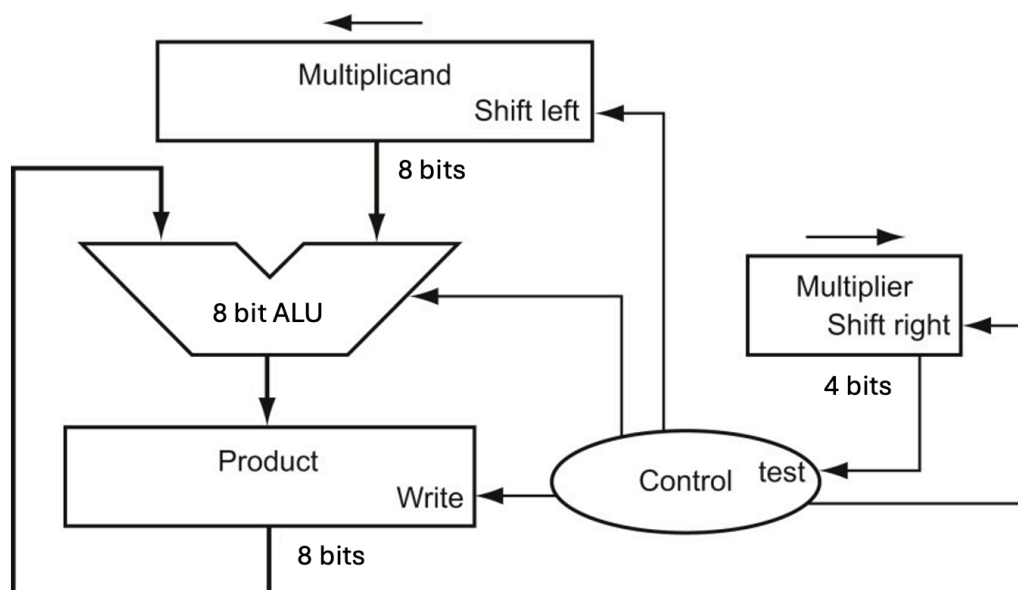 Multiplicand
Shift left
8 bits
8 bit ALU
Multiplier
Shift right
4 bits
Product
Write
Control
test
8 bits